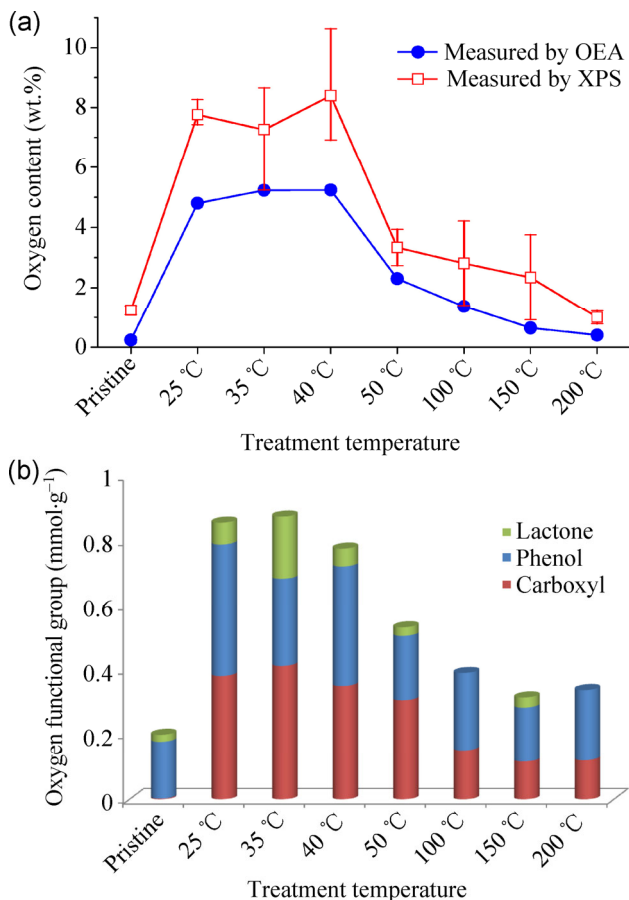 (a)
10
8
6
4
2
0
Oxygen content (wt.%)
Measured by OEA
Measured by XPS
Pristine
25 ℃
35 ℃
40 ℃
50 ℃
100 ℃
150 ℃
200 ℃
Treatment temperature
(b)
1
0.8
0.6
0.4
0.2
0
Oxygen functional group (mmol·g⁻¹)
Lactone
Phenol
Carboxyl
Pristine
25 ℃
35 ℃
40 ℃
50 ℃
100 ℃
150 ℃
200 ℃
Treatment temperature